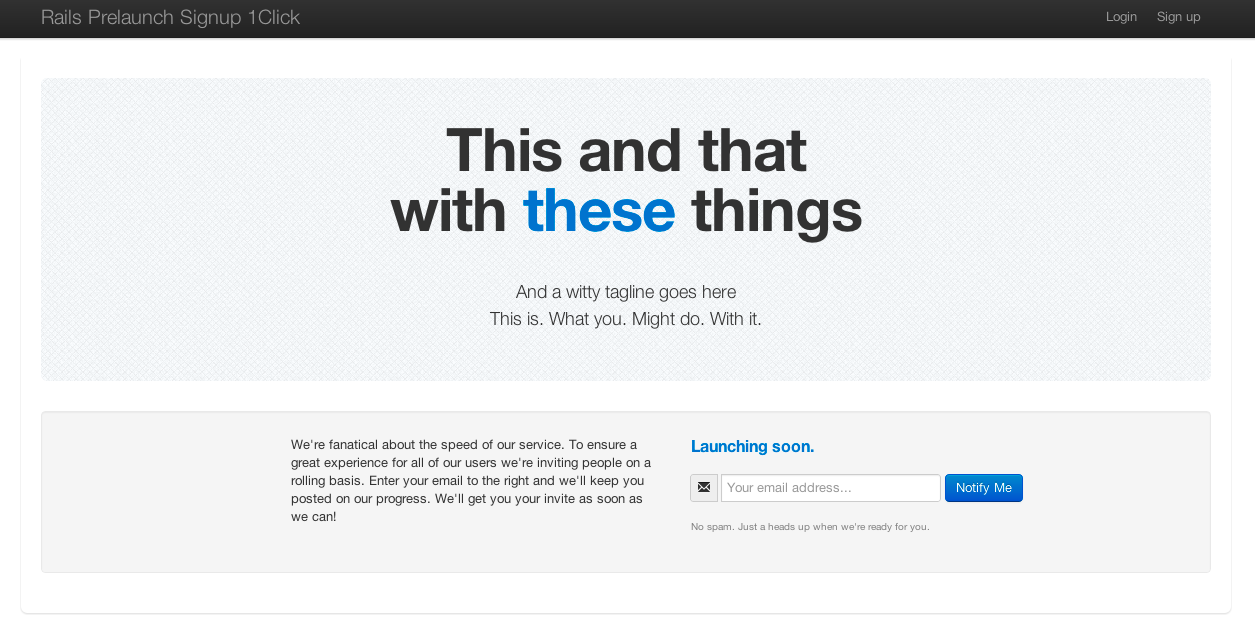 Rails Prelaunch Signup 1Click
Login
Sign up
This and that
with these things
And a witty tagline goes here
This is. What you. Might do. With it.
We're fanatical about the speed of our service. To ensure a
great experience for all of our users we're inviting people on a
rolling basis. Enter your email to the right and we'll keep you
posted on our progress. We'll get you your invite as soon as
we can!
Launching soon.
Your email address...
Notify Me
No spam. Just a heads up when we're ready for you.